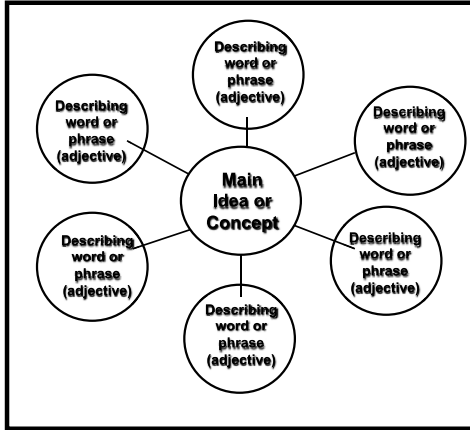 Describing
word or
phrase
(adjective)
Describing
word or
phrase
(adjective)
Describing
word or
phrase
(adjective)
Main
Idea or
Concept
Describing
word or
phrase
(adjective)
Describing
word or
phrase
(adjective)
Describing
word or
phrase
(adjective)